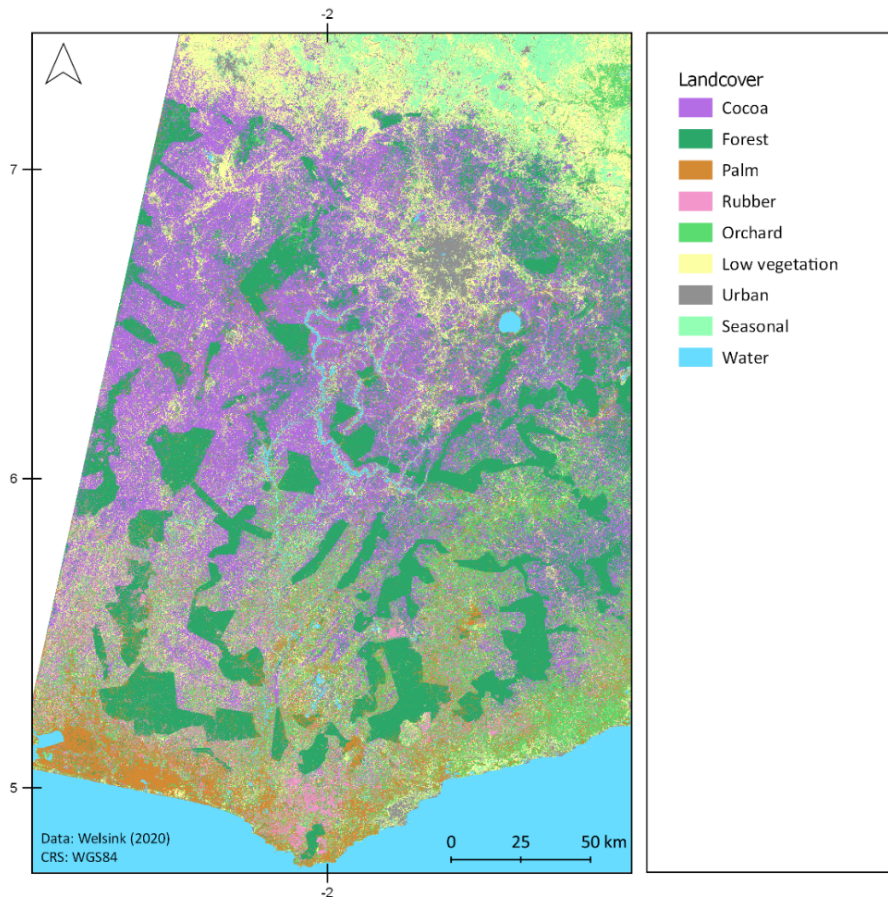 -2
7
6
5
Data: Welsink (2020)
CRS: WGS84
0 25 50 km
-2
Landcover
Cocoa
Forest
Palm
Rubber
Orchard
Low vegetation
Urban
Seasonal
Water